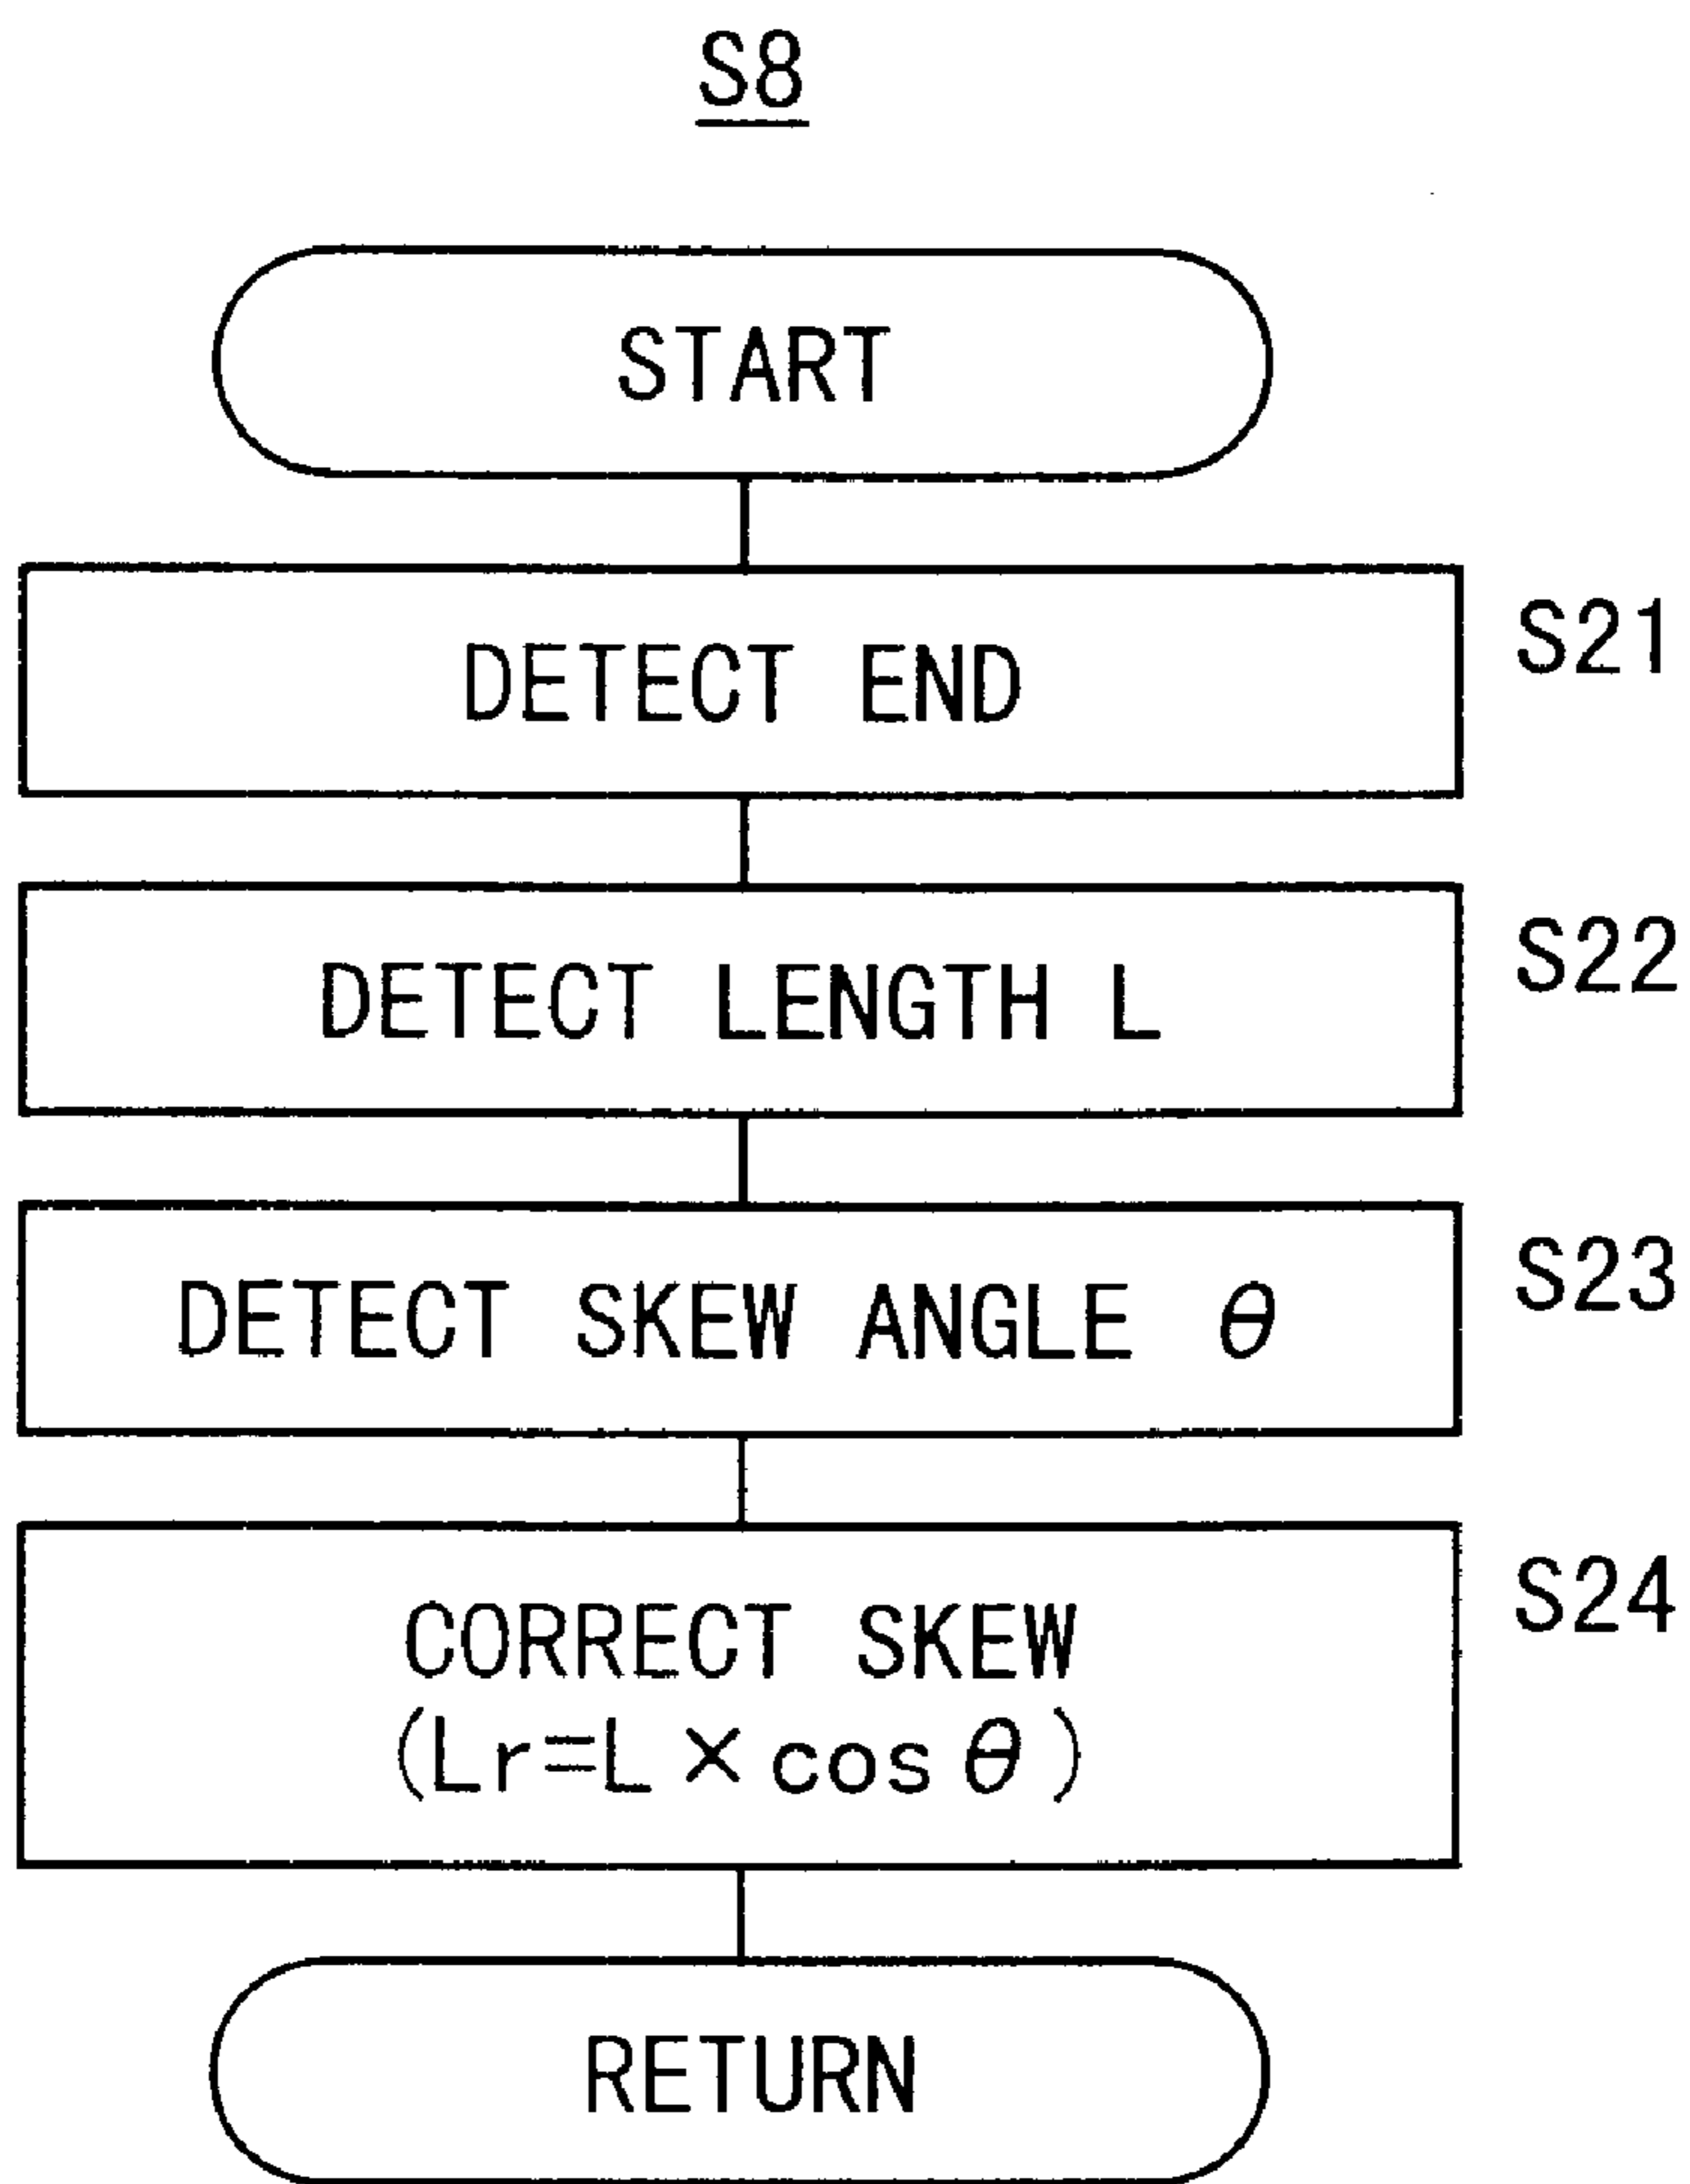 S8
START
DETECT END
S21
DETECT LENGTH L
S22
DETECT SKEW ANGLE θ
S23
CORRECT SKEW
(Lr=L×cosθ)
S24
RETURN